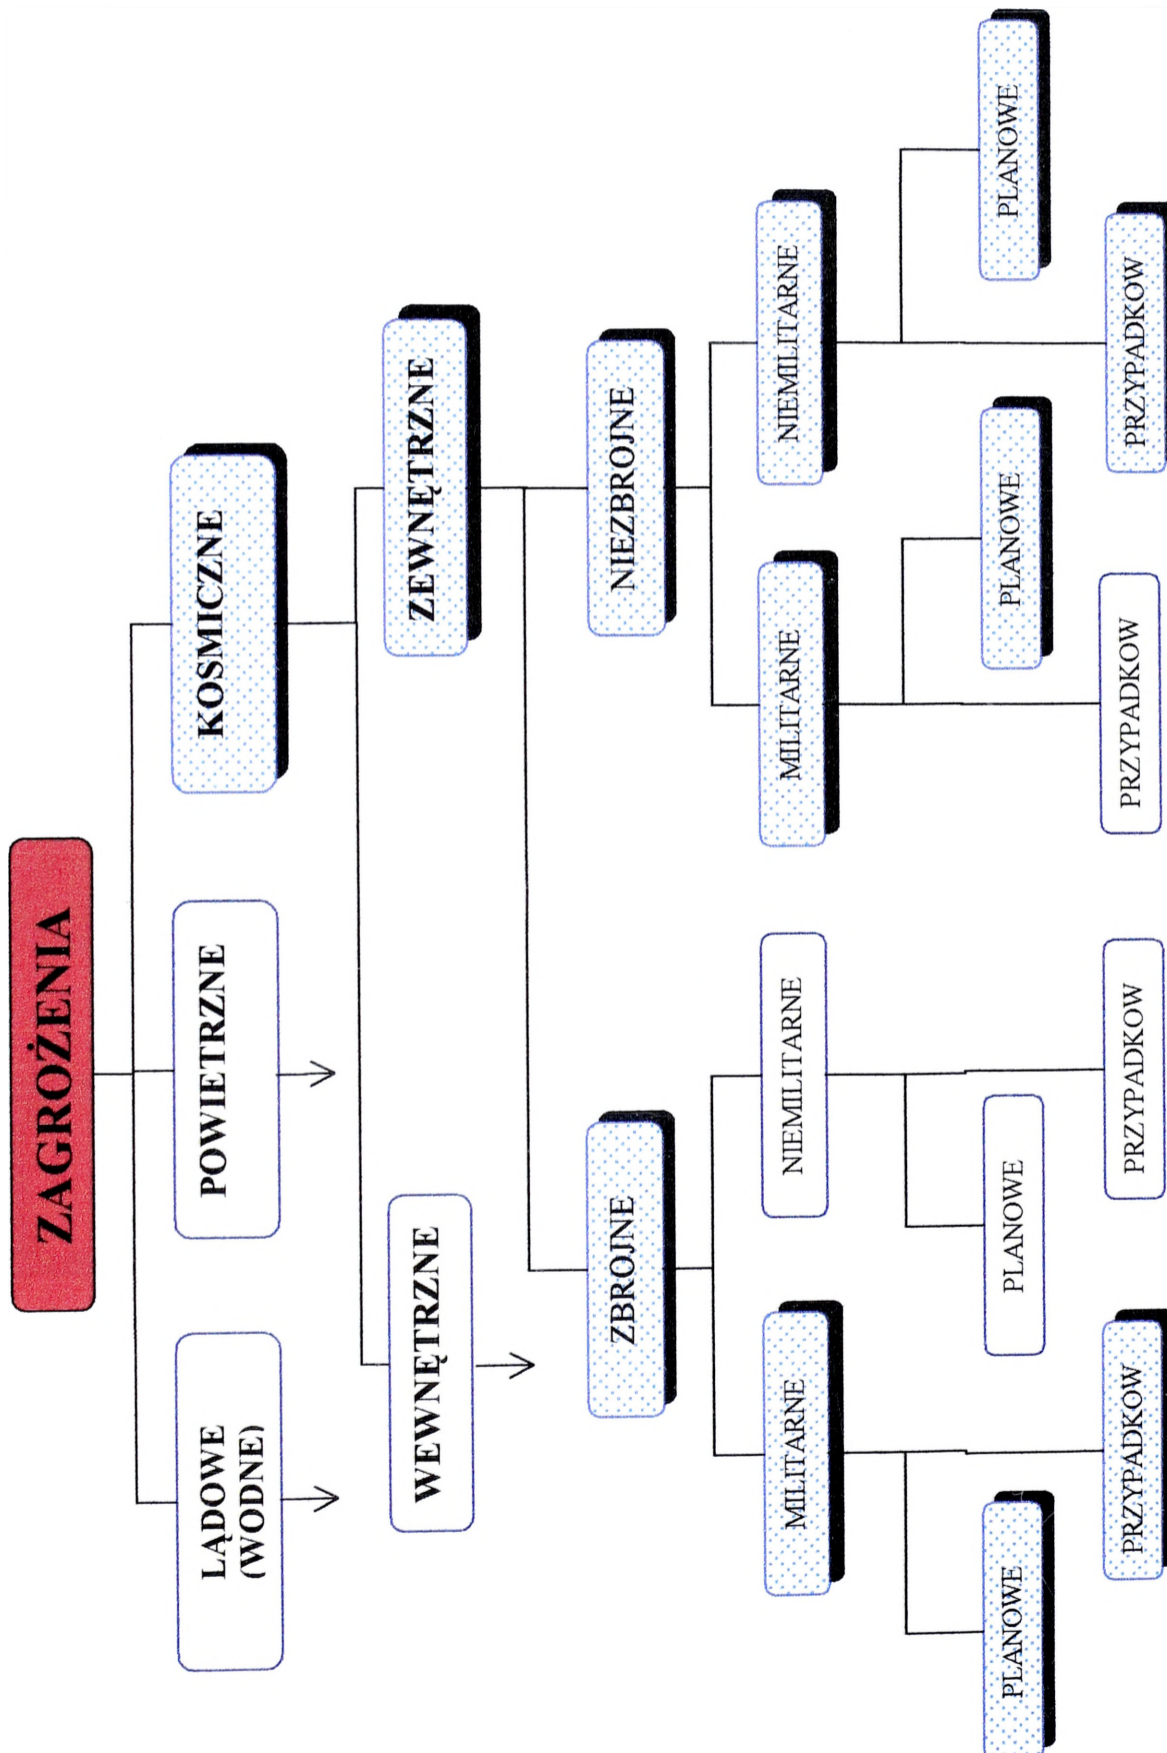 ZAGROŻENIA
LĄDOWE
(WODNE)
POWIETRZNE
KOSMICZNE
WEWNĘTRZNE
ZEWNĘTRZNE
ZBROJNE
NIEZBROJNE
MILITARNE
NIEMILITARNE
MILITARNE
NIEMILITARNE
PLANOWE
PLANOWE
PLANOWE
PLANOWE
PRZYPADKOW
PRZYPADKOW
PRZYPADKOW
PRZYPADKOW